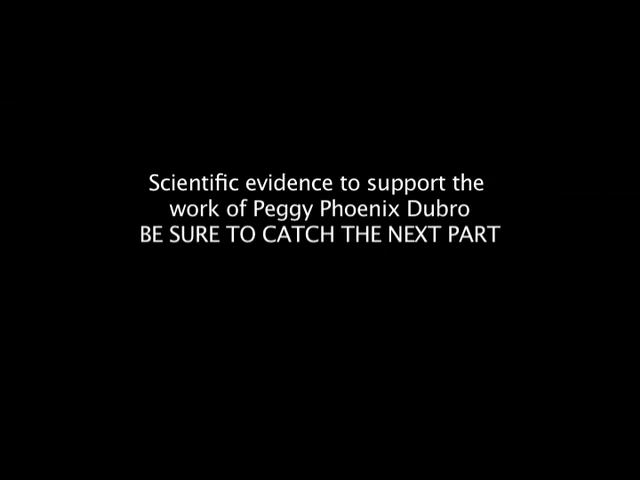 Scientific evidence to support the
work of Peggy Phoenix Dubro
BE SURE TO CATCH THE NEXT PART